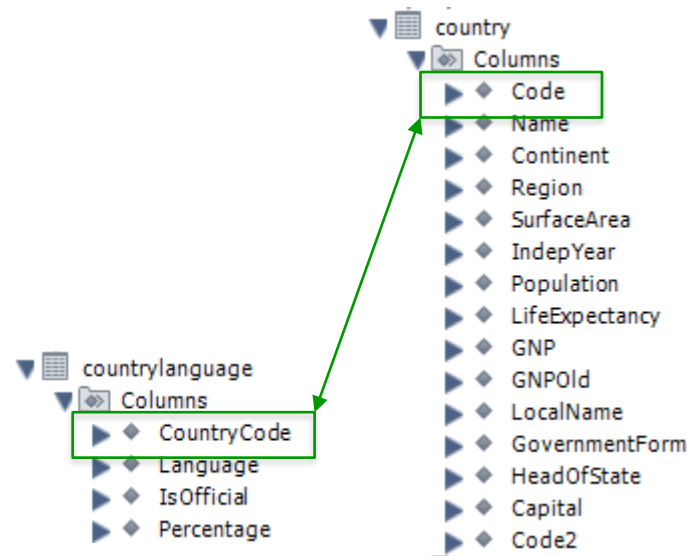 country
Columns
Code
Name
Continent
Region
SurfaceArea
IndepYear
Population
LifeExpectancy
GNP
GNPOld
LocalName
GovernmentForm
HeadOfState
Capital
Code2
countrylanguage
Columns
CountryCode
Language
IsOfficial
Percentage